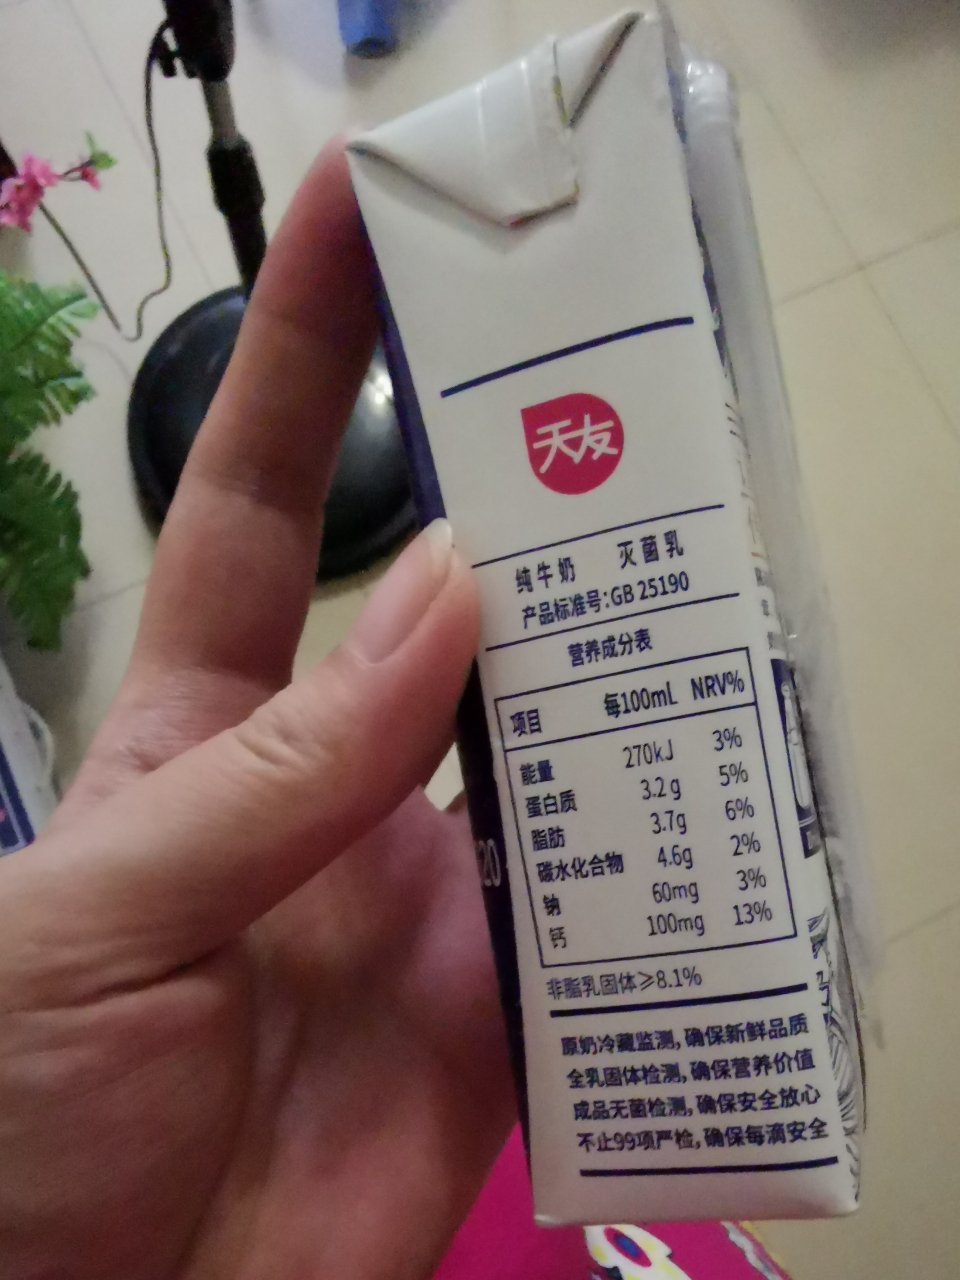 天友
纯牛奶 灭菌乳
产品标准号:GB 25190
营养成分表
项目 每100mL NRV%
能量 270kJ 3%
蛋白质 3.2g 5%
脂肪 3.7g 6%
碳水化合物 4.6g 2%
钠 60mg 3%
钙 100mg 13%
非脂乳固体≥8.1%
原奶冷藏监测,确保新鲜品质
全乳固体检测,确保营养价值
成品无菌检测,确保安全放心
不止99项严检,确保每滴安全